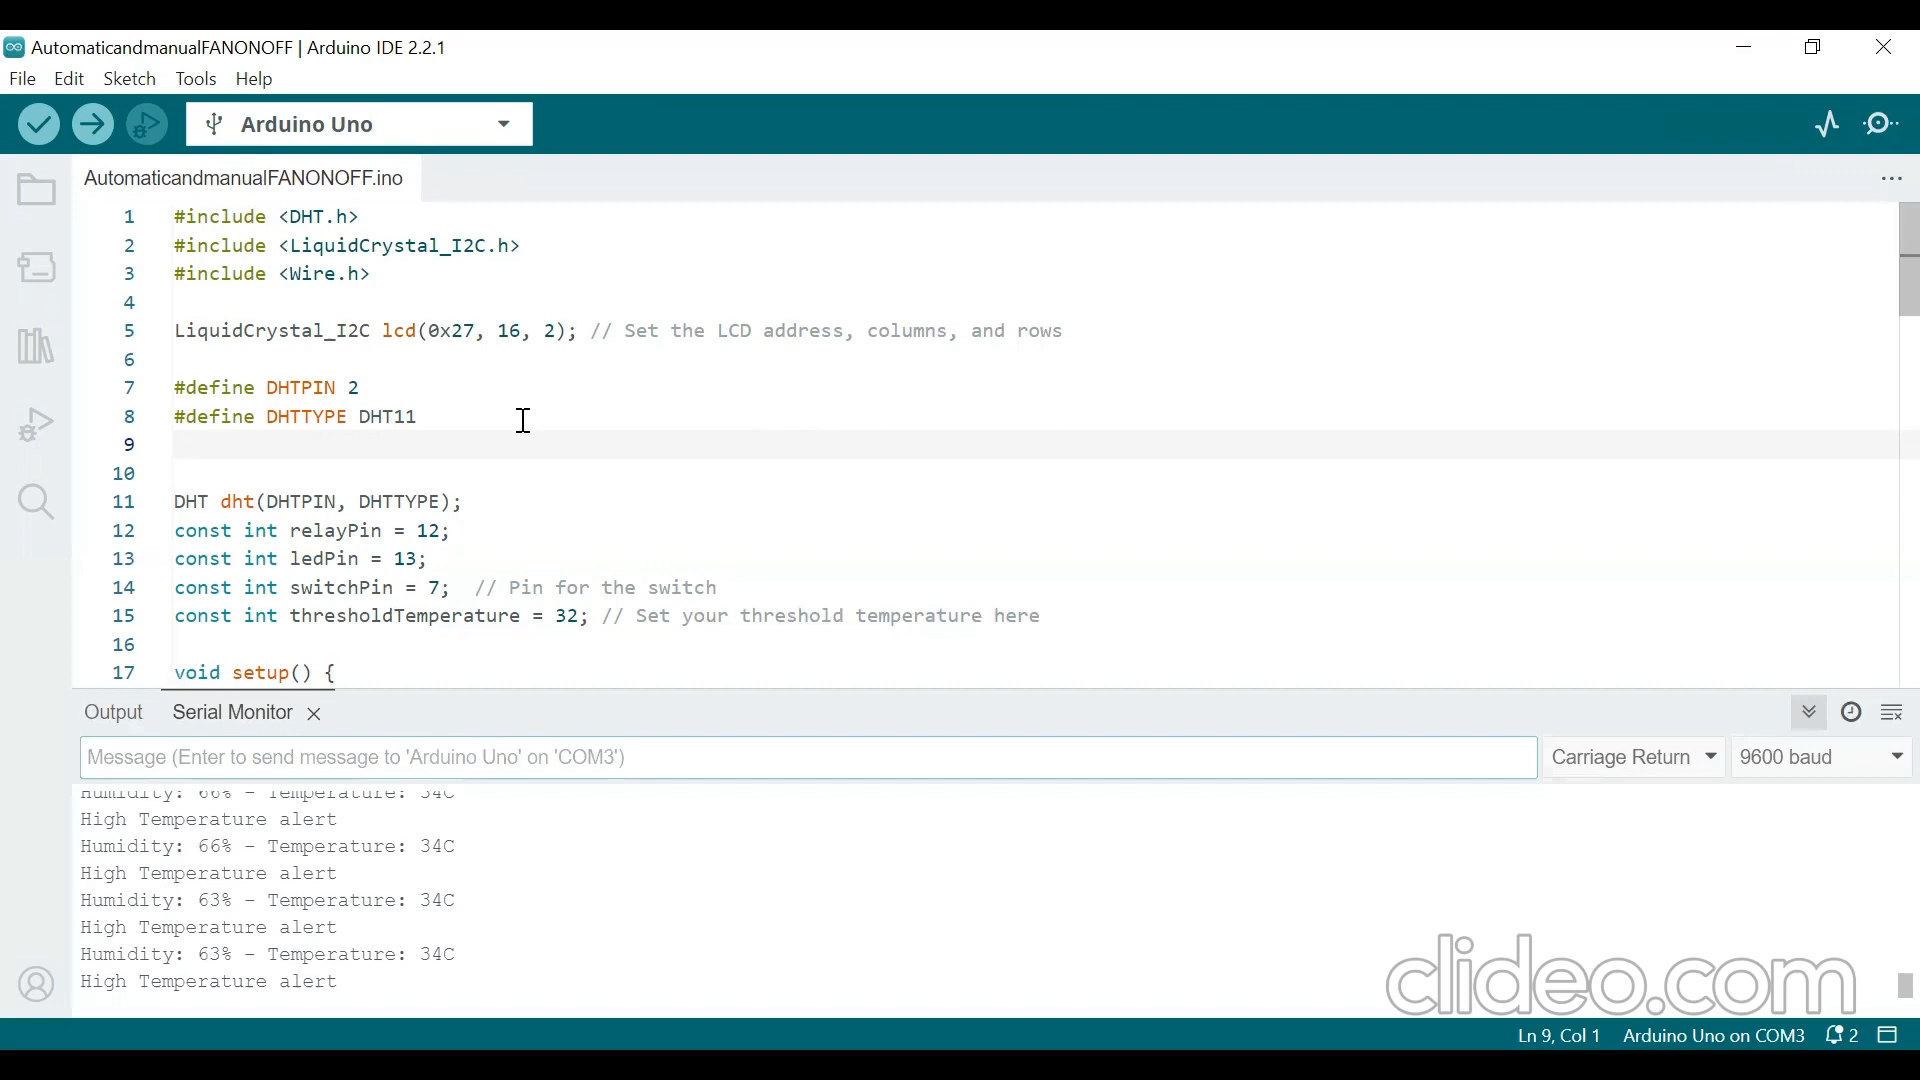 AutomaticandmanualFANONOFF | Arduino IDE 2.2.1
File Edit Sketch Tools Help
Arduino Uno
AutomaticandmanualFANONOFF.ino
1 #include <DHT.h>
2 #include <LiquidCrystal_I2C.h>
3 #include <Wire.h>
4
5 LiquidCrystal_I2C lcd(0x27, 16, 2); // Set the LCD address, columns, and rows
6
7 #define DHTPIN 2
8 #define DHTTYPE DHT11
9
10
11 DHT dht(DHTPIN, DHTTYPE);
12 const int relayPin = 12;
13 const int ledPin = 13;
14 const int switchPin = 7;  // Pin for the switch
15 const int thresholdTemperature = 32; // Set your threshold temperature here
16
17 void setup() {
Output Serial Monitor
Message (Enter to send message to 'Arduino Uno' on 'COM3') Carriage Return 9600 baud
Humidity: 66% - Temperature: 34C
High Temperature alert
Humidity: 66% - Temperature: 34C
High Temperature alert
Humidity: 63% - Temperature: 34C
High Temperature alert
Humidity: 63% - Temperature: 34C
High Temperature alert
clideo.com
Ln 9, Col 1 Arduino Uno on COM3 2